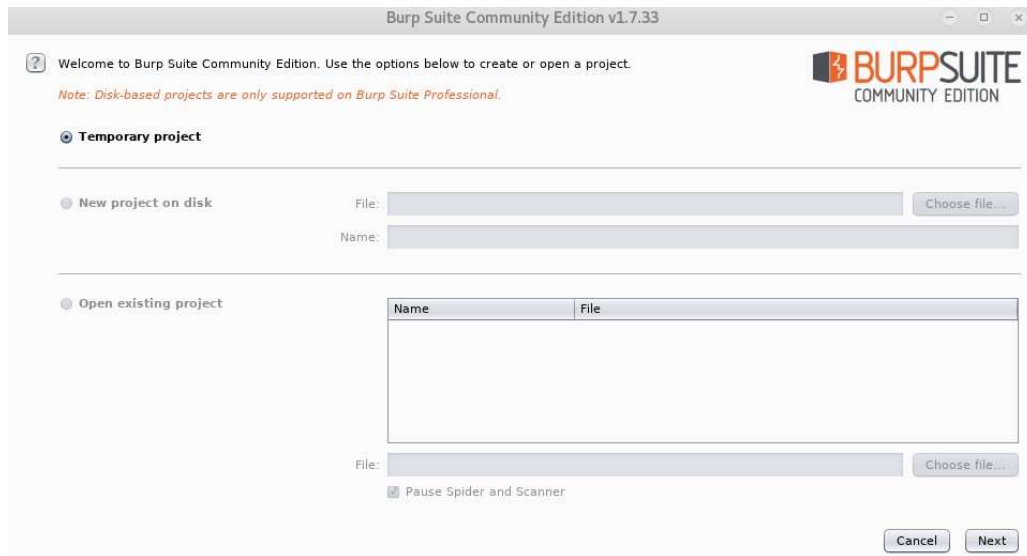 Burp Suite Community Edition v1.7.33
?
Welcome to Burp Suite Community Edition. Use the options below to create or open a project.
Note: Disk-based projects are only supported on Burp Suite Professional.
BURPSUITE
COMMUNITY EDITION
Temporary project
New project on disk
File:
Choose file...
Name:
Open existing project
Name
File
File:
Choose file...
Pause Spider and Scanner
Cancel
Next